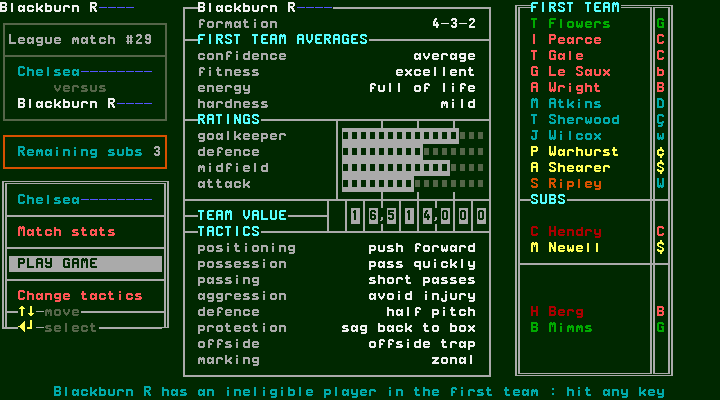 Blackburn R
League match #29
Chelsea
versus
Blackburn R
Remaining subs 3
Chelsea
Match stats
PLAY GAME
Change tactics
↑↓ move
select
Blackburn R
formation 4-3-2
FIRST TEAM AVERAGES
confidence average
fitness excellent
energy full of life
hardness mild
RATINGS
goalkeeper
defence
midfield
attack
TEAM VALUE 16,514,000
TACTICS
positioning push forward
possession pass quickly
passing short passes
aggression avoid injury
defence half pitch
protection sag back to box
offside offside trap
marking zonal
FIRST TEAM
T Flowers G
I Pearce C
T Gale C
G Le Saux b
A Wright B
M Atkins D
T Sherwood Ç
J Wilcox w
P Warhurst ¢
A Shearer $
S Ripley W
SUBS
C Hendry C
M Newell $
H Berg B
B Mimms G
Blackburn R has an ineligible player in the first team : hit any key